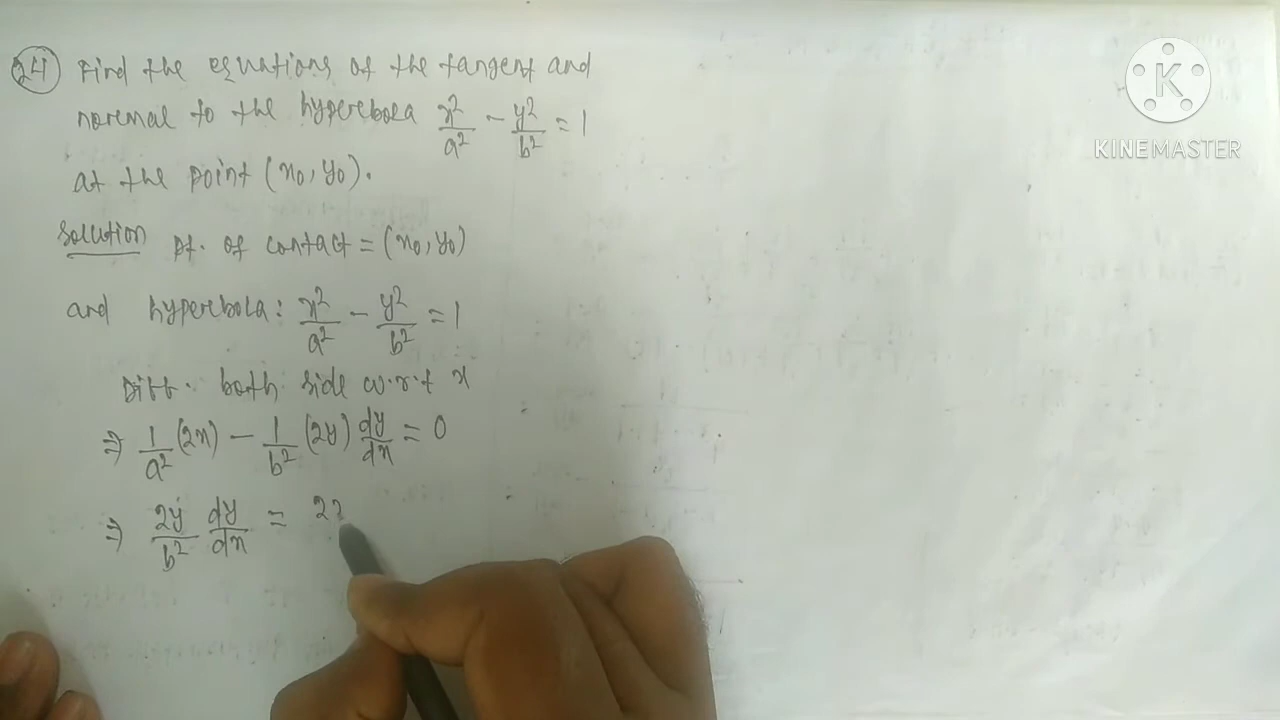 24 Find the equations of the tangent and
normal to the hyperbola x²/a² - y²/b² = 1
at the point (x₀, y₀).
Solution Pt. of contact = (x₀, y₀)
and hyperbola: x²/a² - y²/b² = 1
Diff. both side w.r.t x
⇒ 1/a² (2x) - 1/b² (2y) dy/dx = 0
⇒ 2y/b² dy/dx = 2
K
KINEMASTER